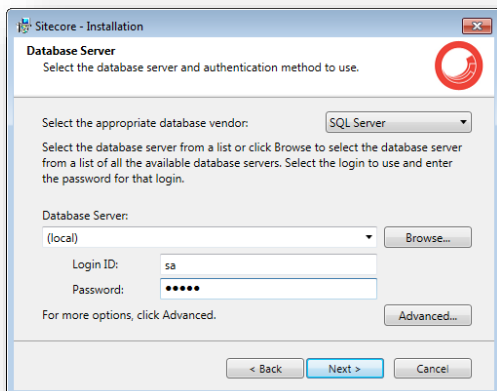 Sitecore - Installation
Database Server
Select the database server and authentication method to use.
Select the appropriate database vendor: SQL Server
Select the database server from a list or click Browse to select the database server
from a list of all the available database servers. Select the login to use and enter
the password for that login.
Database Server:
(local) Browse...
Login ID: sa
Password: •••••
For more options, click Advanced. Advanced...
< Back Next > Cancel